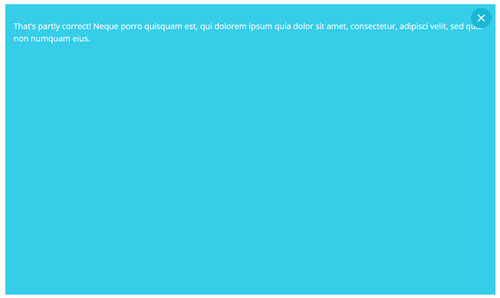 That's partly correct! Neque porro quisquam est, qui dolorem ipsum quia dolor sit amet, consectetur, adipisci velit, sed
non numquam eius.